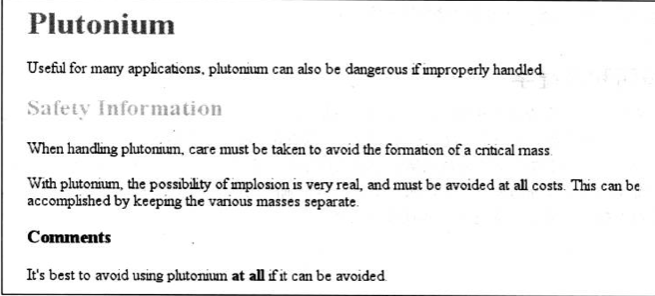 Plutonium
Useful for many applications, plutonium can also be dangerous if improperly handled.
Safety Information
When handling plutonium, care must be taken to avoid the formation of a critical mass.
With plutonium, the possibility of implosion is very real, and must be avoided at all costs. This can be
accomplished by keeping the various masses separate.
Comments
It's best to avoid using plutonium at all if it can be avoided.